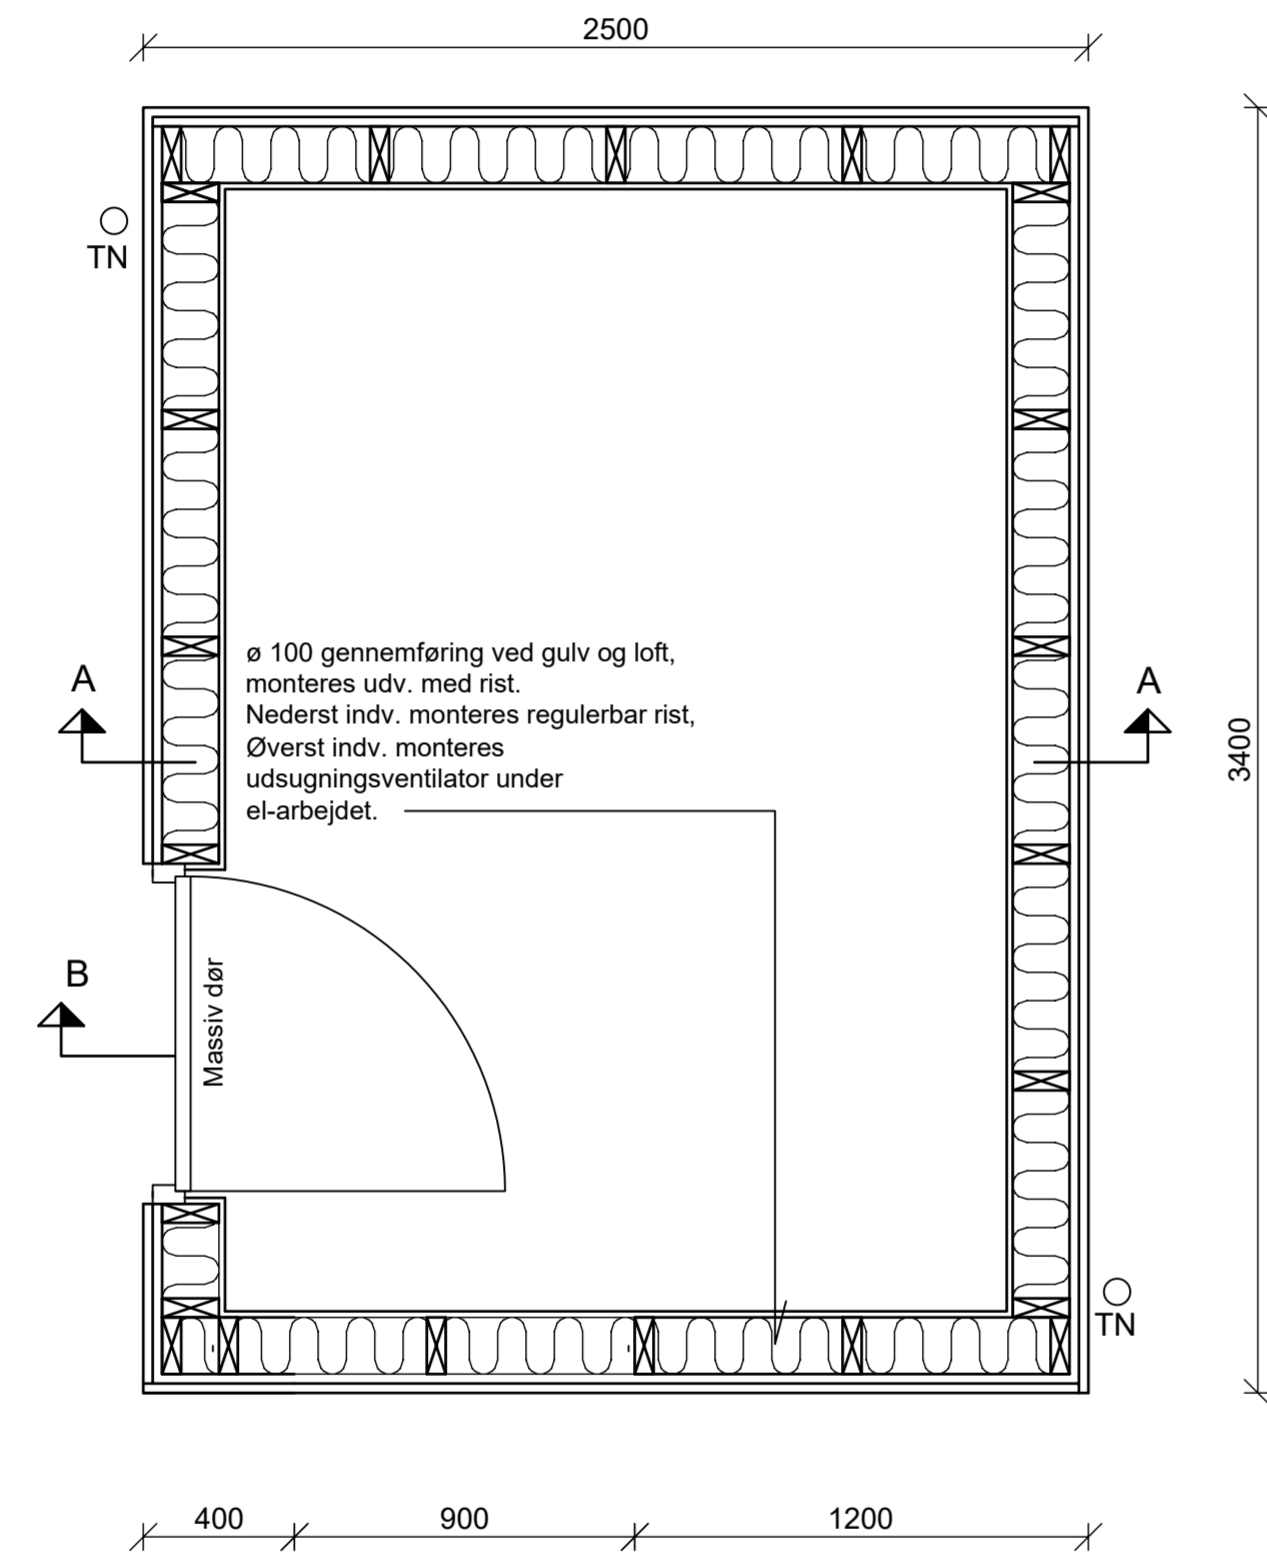 2500
TN
ø 100 gennemføring ved gulv og loft,
monteres udv. med rist.
Nederst indv. monteres regulerbar rist,
Øverst indv. monteres
udsugningsventilator under
el-arbejdet.
A
A
3400
B
Massiv dør
TN
400
900
1200